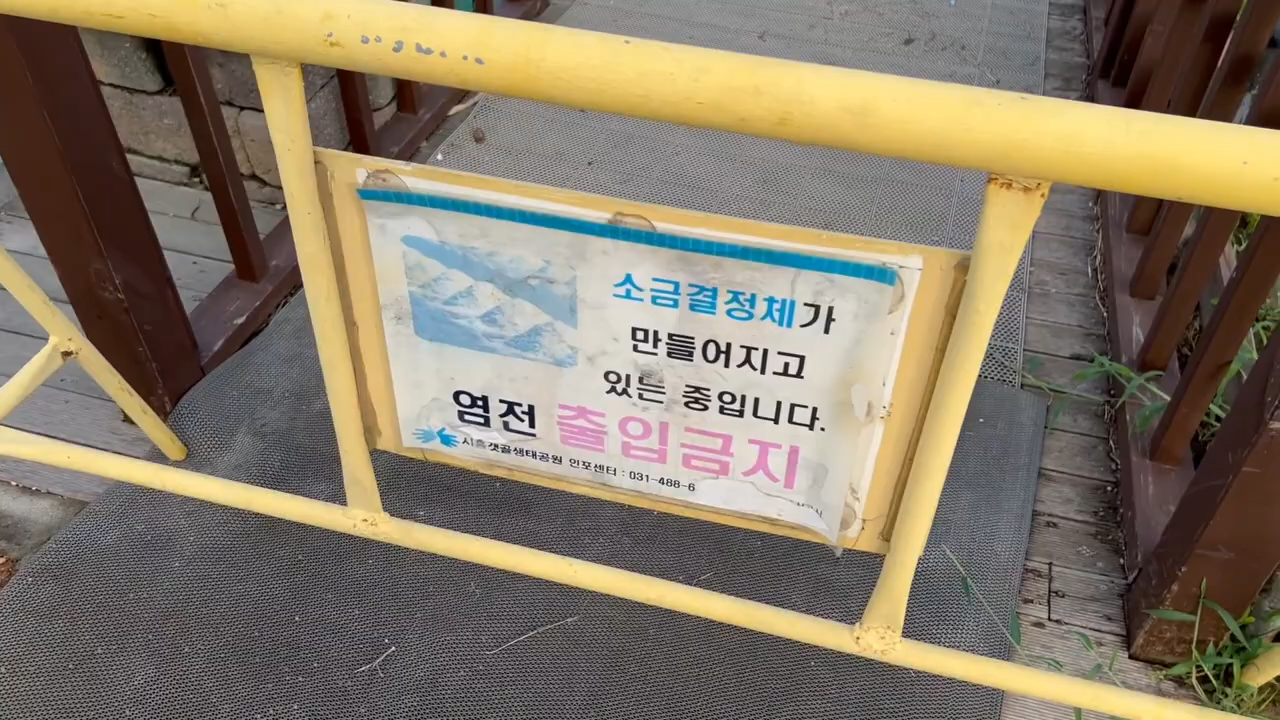 소금결정체가
만들어지고
있는 중입니다.
염전 출입금지
시흥갯골생태공원 인포센터 : 031-488-6